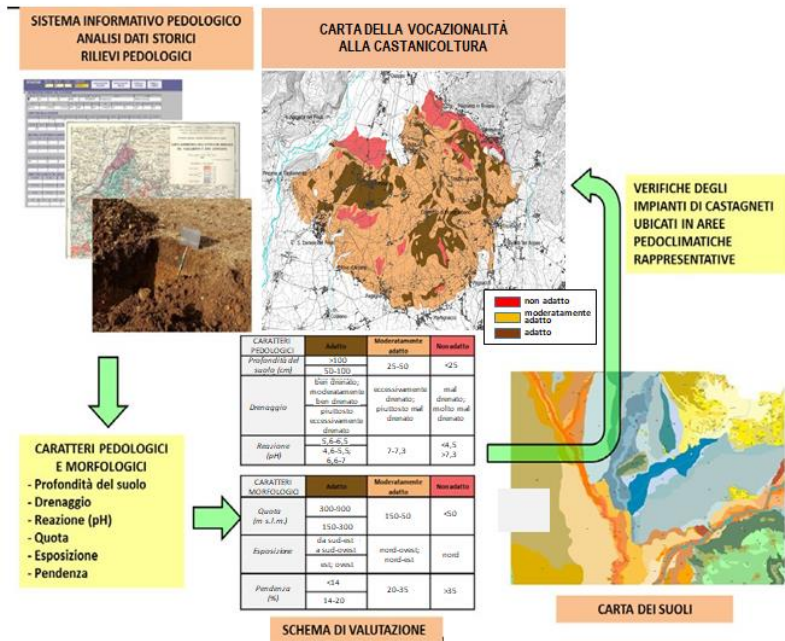 SISTEMA INFORMATIVO PEDOLOGICO
ANALISI DATI STORICI
RILIEVI PEDOLOGICI
CARTA DELLA VOCAZIONALITÀ
ALLA CASTANICOLTURA
VERIFICHE DEGLI
IMPIANTI DI CASTAGNETI
UBICATI IN AREE
PEDOCLIMATICHE
RAPPRESENTATIVE
non adatto
moderatamente
adatto
adatto
CARATTERI
PEDOLOGICI
Adatto
Moderatamente
adatto
Non adatto
Profondità del
suolo (cm)
>100
50-100
25-50
<25
Drenaggio
ben drenato;
moderatamente
ben drenato
piuttosto
eccessivamente
drenato
eccessivamente
drenato;
piuttosto mal
drenato
mal
drenato;
molto mal
drenato
Reazione
(pH)
5,6-6,5
4,6-5,5;
6,6-7
7-7,3
<4,5
>7,3
CARATTERI PEDOLOGICI
E MORFOLOGICI
- Profondità del suolo
- Drenaggio
- Reazione (pH)
- Quota
- Esposizione
- Pendenza
CARATTERI
MORFOLOGIO
Adatto
Moderatamente
adatto
Non adatto
Quota
(m s.l.m.)
300-900
150-300
150-50
<50
Esposizione
da sud-est
a sud-ovest
est; ovest
nord-ovest;
nord-est
nord
Pendenza
(%)
<14
14-20
20-35
>35
CARTA DEI SUOLI
SCHEMA DI VALUTAZIONE